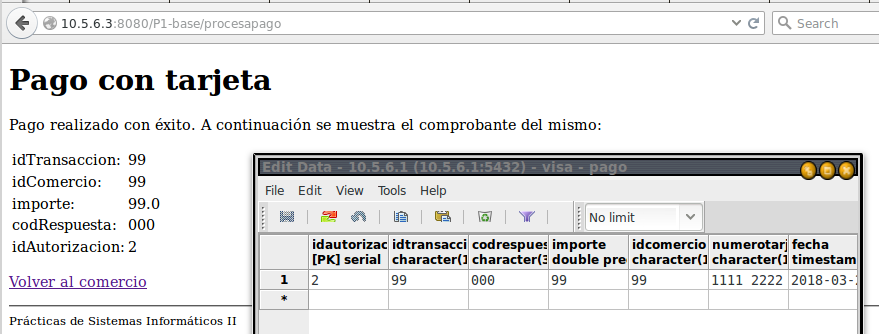 10.5.6.3:8080/P1-base/procesapago
Search
Pago con tarjeta
Pago realizado con éxito. A continuación se muestra el comprobante del mismo:
idTransaccion: 99
idComercio: 99
importe: 99.0
codRespuesta: 000
idAutorizacion: 2
Volver al comercio
Prácticas de Sistemas Informáticos II
Edit Data - 10.5.6.1 (10.5.6.1:5432) - visa - pago
File Edit View Tools Help
No limit
idautorizac idtransacci codrespues importe idcomercio numerotarj fecha
[PK] serial character(1 character(3 double pre character(1 character(1 timestam
1 2 99 000 99 99 1111 2222 2018-03-
*